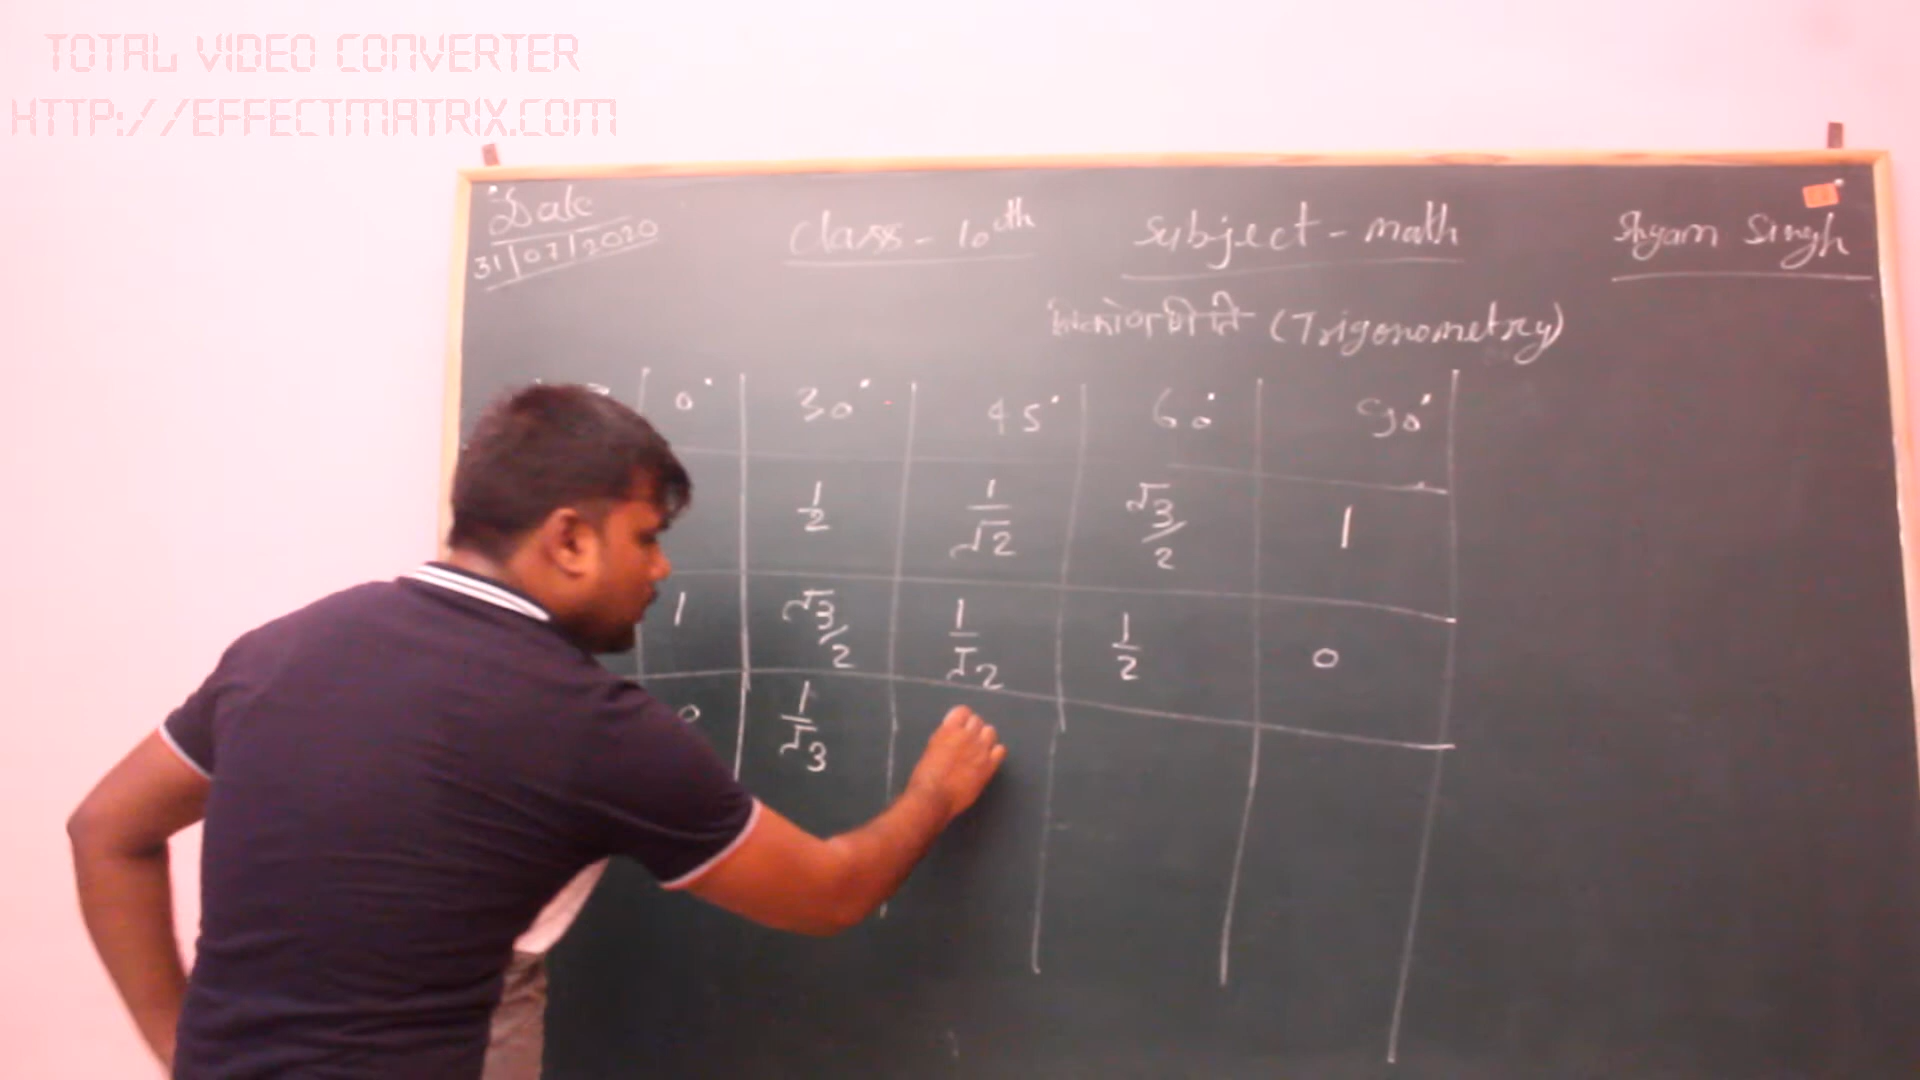 TOTAL VIDEO CONVERTER
HTTP://EFFECTMATRIX.COM
Date
31/07/2020
Class - 10th Subject - math Shyam Singh
(Trigonometry)
0° 30° 45° 60° 90°
1/2 1/√2 √3/2 1
1 √3/2 1/√2 1/2 0
0 1/√3